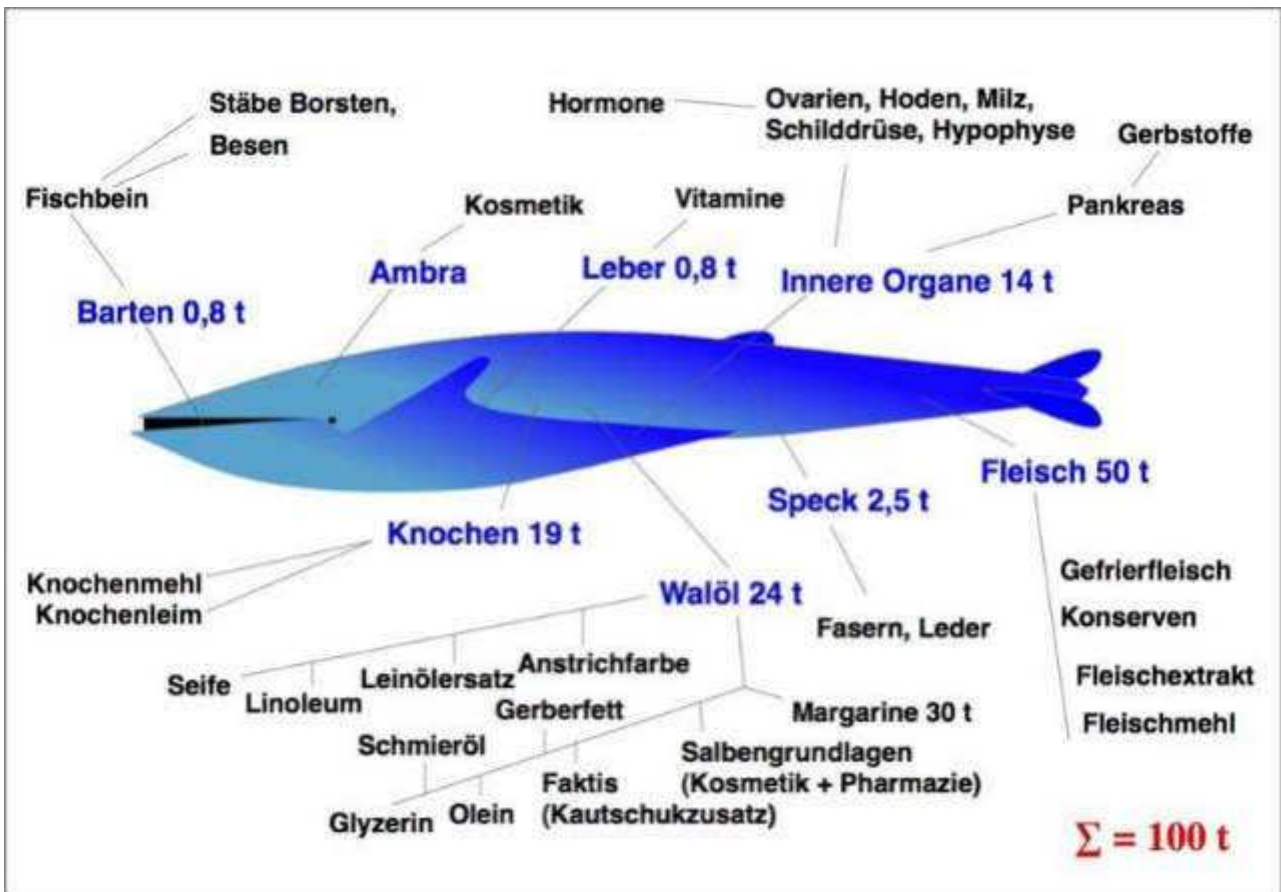 Stäbe Borsten,
Besen
Fischbein
Hormone
Ovarien, Hoden, Milz,
Schilddrüse, Hypophyse
Gerbstoffe
Pankreas
Kosmetik
Vitamine
Ambra
Leber 0,8 t
Innere Organe 14 t
Barten 0,8 t
Fleisch 50 t
Speck 2,5 t
Knochen 19 t
Walöl 24 t
Knochenmehl
Knochenleim
Gefrierfleisch
Konserven
Fleischextrakt
Fleischmehl
Fasern, Leder
Seife
Linoleum
Leinölersatz
Anstrichfarbe
Gerberfett
Schmieröl
Margarine 30 t
Salbengrundlagen
(Kosmetik + Pharmazie)
Faktis
(Kautschukzusatz)
Olein
Glyzerin
∑ = 100 t